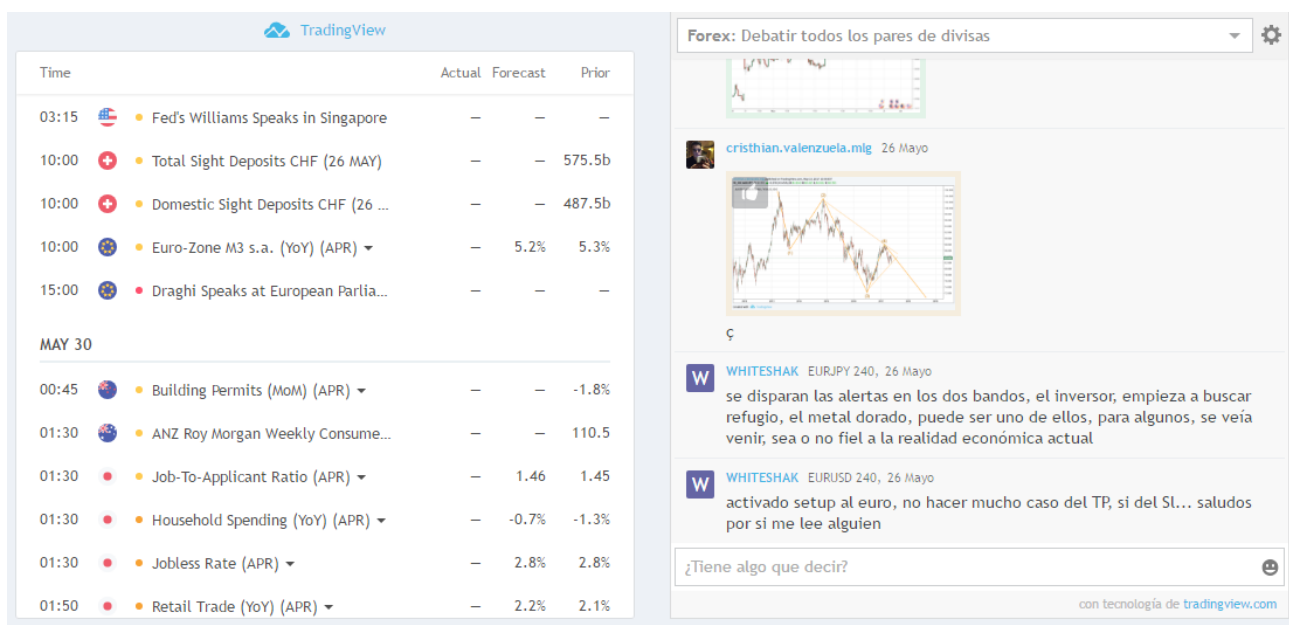 TradingView
Time Actual Forecast Prior
03:15 Fed's Williams Speaks in Singapore — — —
10:00 Total Sight Deposits CHF (26 MAY) — — 575.5b
10:00 Domestic Sight Deposits CHF (26 ... — — 487.5b
10:00 Euro-Zone M3 s.a. (YoY) (APR) — 5.2% 5.3%
15:00 Draghi Speaks at European Parlia... — — —
MAY 30
00:45 Building Permits (MoM) (APR) — — -1.8%
01:30 ANZ Roy Morgan Weekly Consume... — — 110.5
01:30 Job-To-Applicant Ratio (APR) — 1.46 1.45
01:30 Household Spending (YoY) (APR) — -0.7% -1.3%
01:30 Jobless Rate (APR) — 2.8% 2.8%
01:50 Retail Trade (YoY) (APR) — 2.2% 2.1%
Forex: Debatir todos los pares de divisas
cristhian.valenzuela.mlg 26 Mayo
ç
W WHITESHAK EURJPY 240, 26 Mayo
se disparan las alertas en los dos bandos, el inversor, empieza a buscar
refugio, el metal dorado, puede ser uno de ellos, para algunos, se veía
venir, sea o no fiel a la realidad económica actual
W WHITESHAK EURUSD 240, 26 Mayo
activado setup al euro, no hacer mucho caso del TP, si del Sl... saludos
por si me lee alguien
¿Tiene algo que decir?
con tecnología de tradingview.com